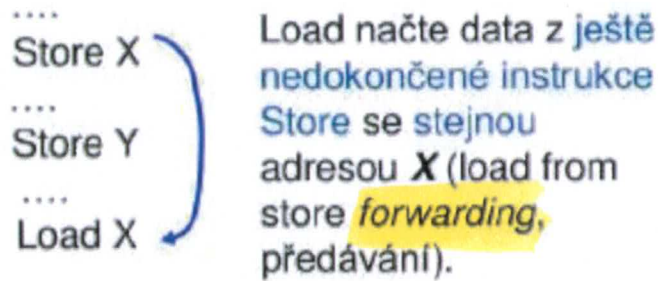 ....
Store X
....
Store Y
....
Load X
Load načte data z ještě
nedokončené instrukce
Store se stejnou
adresou X (load from
store forwarding,
předávání).